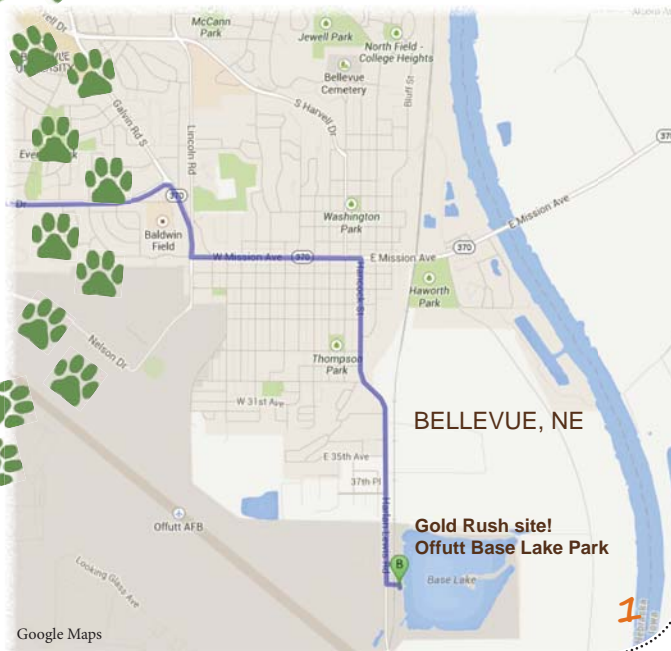 McCann
Park
Jewell Park
North Field -
College Heights
Bellevue
Cemetery
Bluff St
S Harvell Dr
Galvin Rd S
Lincoln Rd
370
370
Washington
Park
E Mission Ave
Dr
Baldwin
Field
W Mission Ave
370
E Mission Ave
370
Hancock St
Haworth
Park
Nelson Dr
Thompson
Park
W 31st Ave
BELLEVUE, NE
E 35th Ave
37th Pl
Harlan Lewis Rd
Offutt AFB
Gold Rush site!
Offutt Base Lake Park
B
Base Lake
Looking Glass Ave
1
Nebraska
Iowa
Google Maps